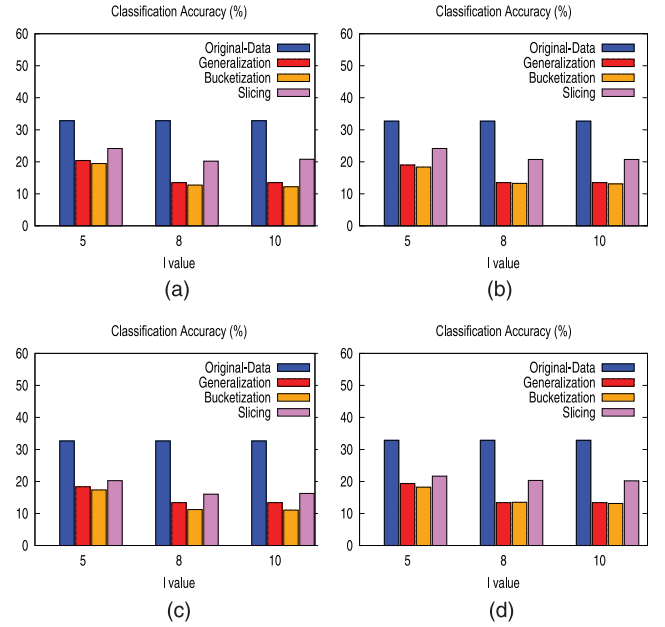 Classification Accuracy (%)
60
50
40
30
20
10
0
Original-Data
Generalization
Bucketization
Slicing
5 8 10
l value
(a)
Classification Accuracy (%)
60
50
40
30
20
10
0
Original-Data
Generalization
Bucketization
Slicing
5 8 10
l value
(b)
Classification Accuracy (%)
60
50
40
30
20
10
0
Original-Data
Generalization
Bucketization
Slicing
5 8 10
l value
(c)
Classification Accuracy (%)
60
50
40
30
20
10
0
Original-Data
Generalization
Bucketization
Slicing
5 8 10
l value
(d)